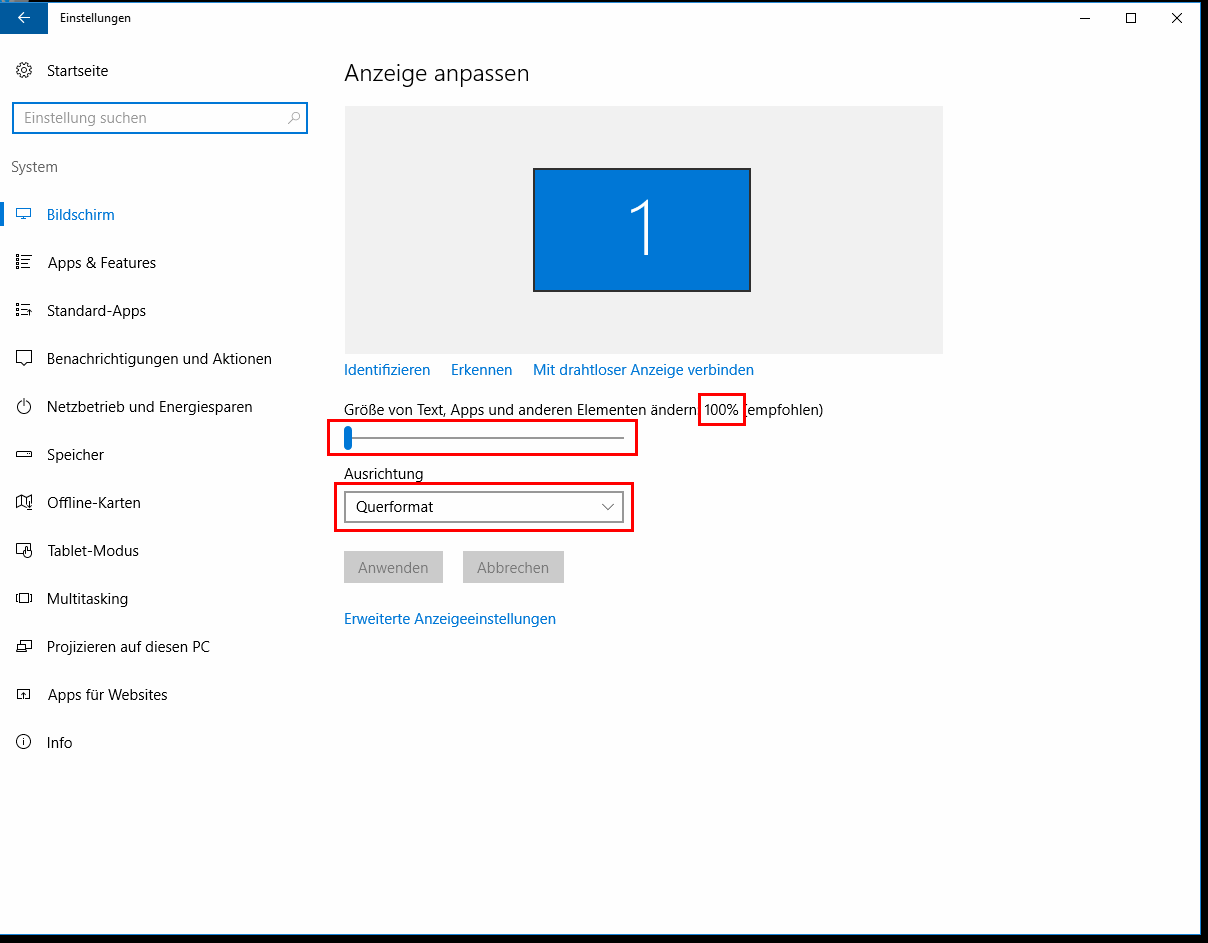 Einstellungen
Startseite
Einstellung suchen
System
Bildschirm
Apps & Features
Standard-Apps
Benachrichtigungen und Aktionen
Netzbetrieb und Energiesparen
Speicher
Offline-Karten
Tablet-Modus
Multitasking
Projizieren auf diesen PC
Apps für Websites
Info
Anzeige anpassen
1
Identifizieren Erkennen Mit drahtloser Anzeige verbinden
Größe von Text, Apps und anderen Elementen ändern 100% empfohlen)
Ausrichtung
Querformat
Anwenden Abbrechen
Erweiterte Anzeigeeinstellungen